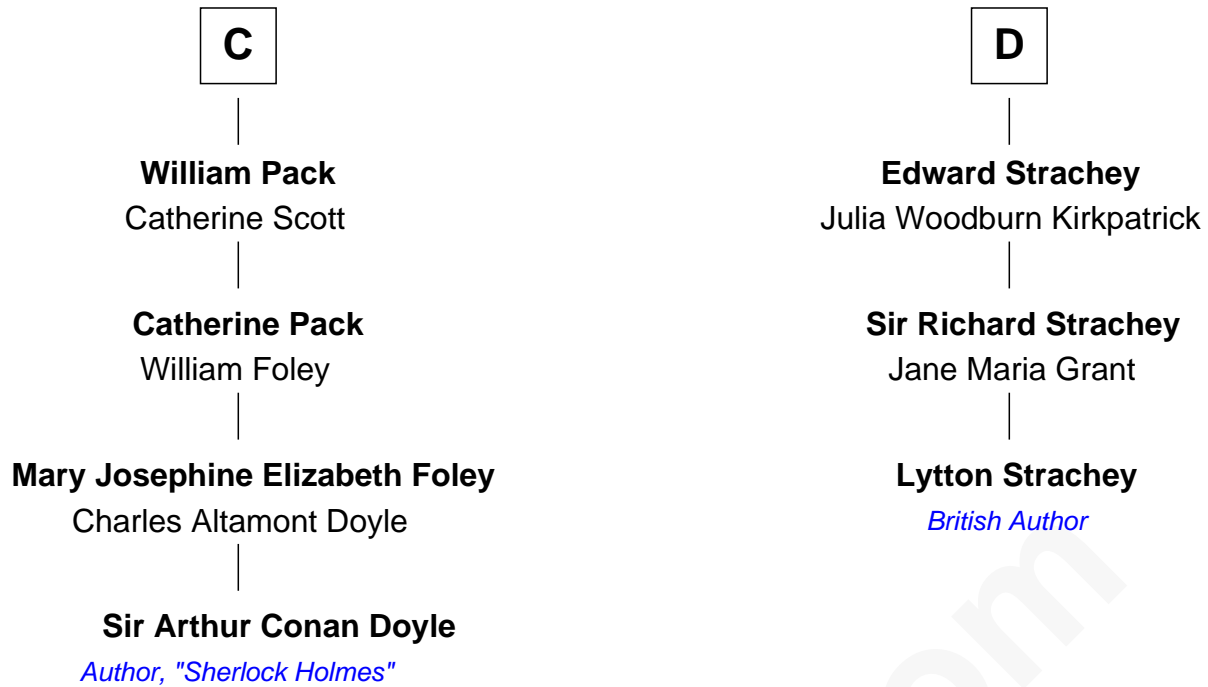 C
William Pack
Catherine Scott
Catherine Pack
William Foley
Mary Josephine Elizabeth Foley
Charles Altamont Doyle
Sir Arthur Conan Doyle
Author, "Sherlock Holmes"
D
Edward Strachey
Julia Woodburn Kirkpatrick
Sir Richard Strachey
Jane Maria Grant
Lytton Strachey
British Author
om